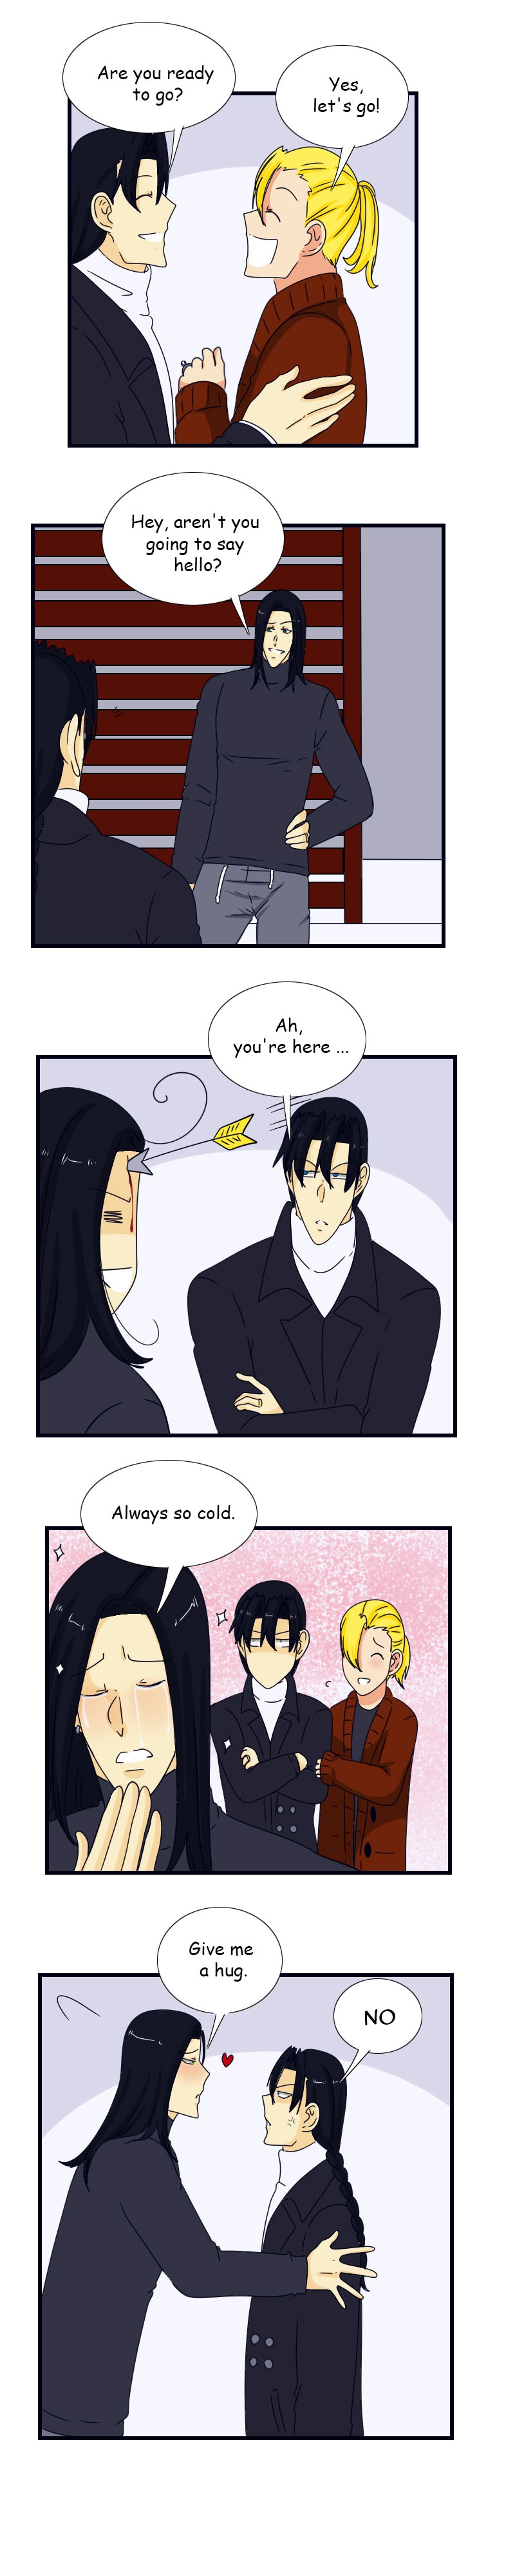 Are you ready
to go?
Yes,
let's go!
Hey, aren't you
going to say
hello?
Ah,
you're here ...
Always so cold.
Give me
a hug.
NO